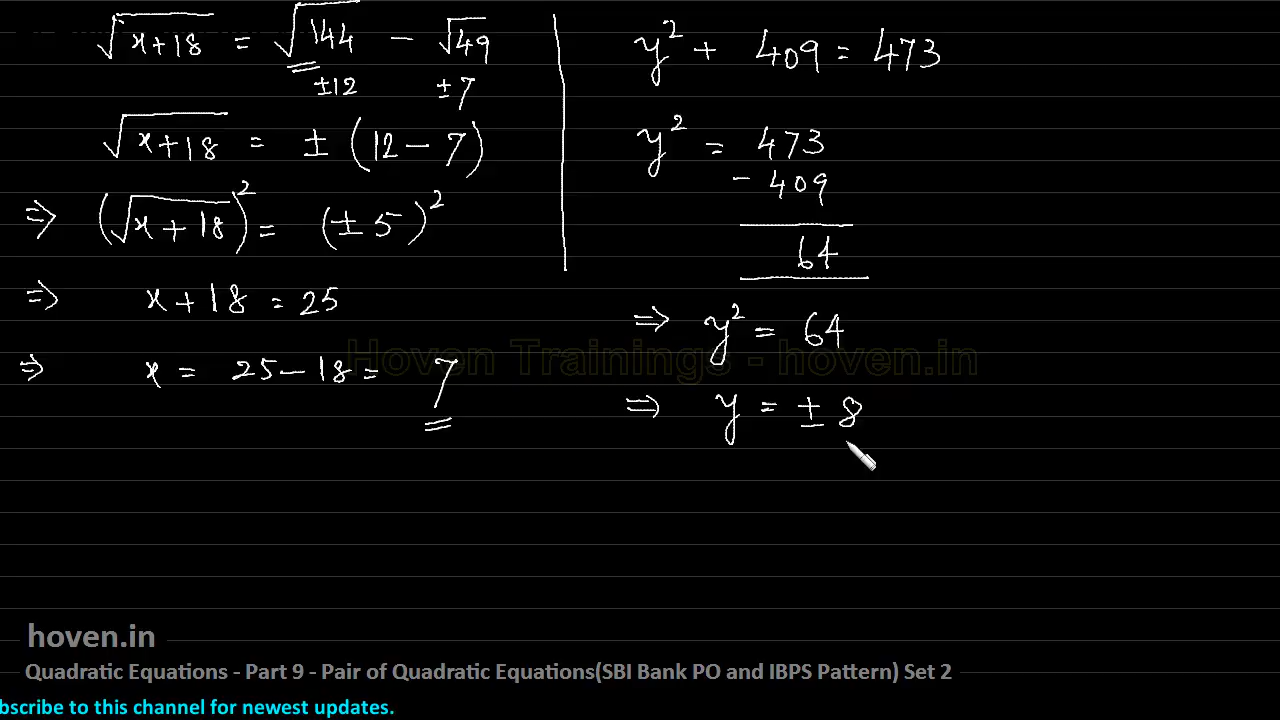 √(x+18) = √144 − √49
±12 ±7
√(x+18) = ± (12 − 7)
⇒ (√(x+18))² = (±5)²
⇒ x+18 = 25
⇒ x = 25−18 = 7
y² + 409 = 473
y² = 473
− 409
64
⇒ y² = 64
⇒ y = ± 8
Hoven Trainings - hoven.in
hoven.in
Quadratic Equations - Part 9 - Pair of Quadratic Equations(SBI Bank PO and IBPS Pattern) Set 2
bscribe to this channel for newest updates.